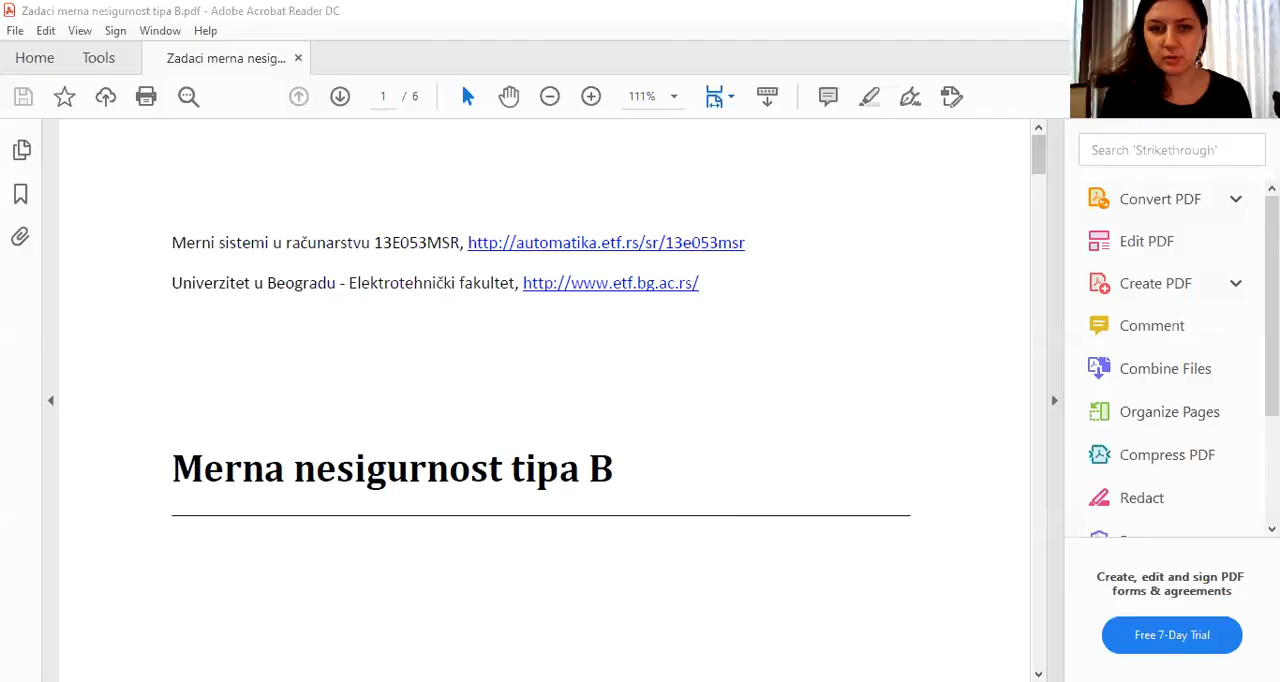 Zadaci merna nesigurnost tipa B.pdf - Adobe Acrobat Reader DC
File Edit View Sign Window Help
Home Tools Zadaci merna nesig... ×
1 / 6 111%
Search 'Strikethrough'
Merni sistemi u računarstvu 13E053MSR, http://automatika.etf.rs/sr/13e053msr
Univerzitet u Beogradu - Elektrotehnički fakultet, http://www.etf.bg.ac.rs/
Merna nesigurnost tipa B
Convert PDF
Edit PDF
Create PDF
Comment
Combine Files
Organize Pages
Compress PDF
Redact
Create, edit and sign PDF
forms & agreements
Free 7-Day Trial